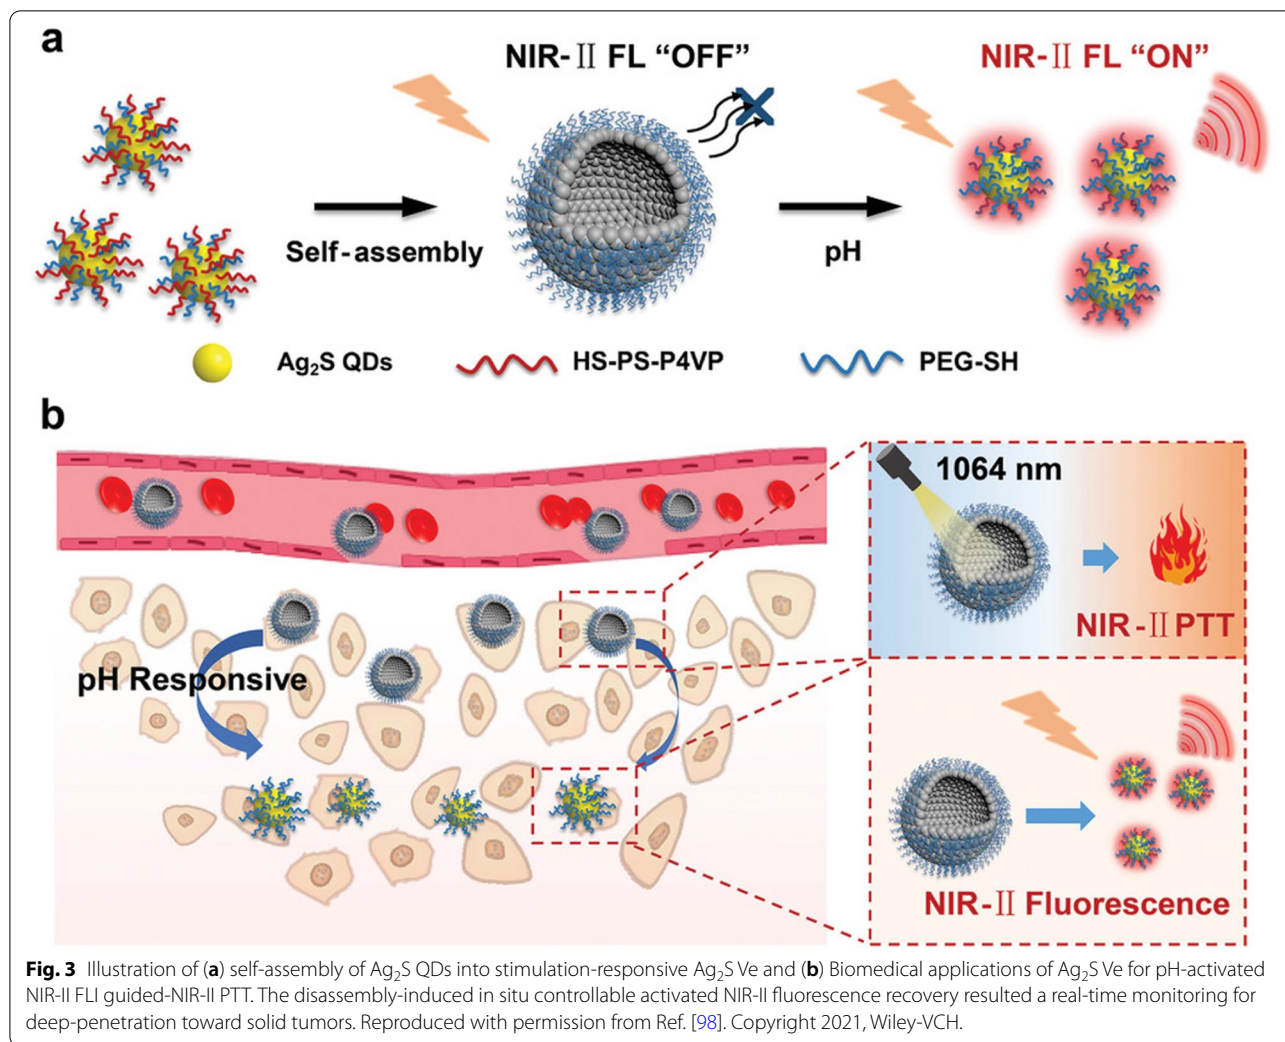 a
NIR-Ⅱ FL “OFF”
NIR-Ⅱ FL “ON”
Self-assembly
pH
Ag₂S QDs
HS-PS-P4VP
PEG-SH
b
pH Responsive
1064 nm
NIR-Ⅱ PTT
NIR-Ⅱ Fluorescence
Fig. 3 Illustration of (a) self-assembly of Ag₂S QDs into stimulation-responsive Ag₂S Ve and (b) Biomedical applications of Ag₂S Ve for pH-activated
NIR-II FLI guided-NIR-II PTT. The disassembly-induced in situ controllable activated NIR-II fluorescence recovery resulted a real-time monitoring for
deep-penetration toward solid tumors. Reproduced with permission from Ref. [98]. Copyright 2021, Wiley-VCH.